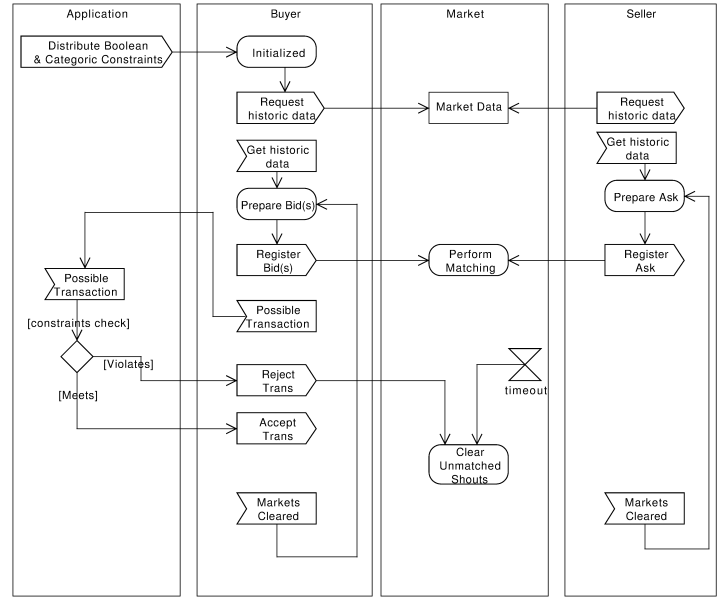 Application
Buyer
Market
Seller
Distribute Boolean
& Categoric Constraints
Initialized
Request
historic data
Market Data
Request
historic data
Get historic
data
Get historic
data
Prepare Bid(s)
Prepare Ask
Register
Bid(s)
Perform
Matching
Register
Ask
Possible
Transaction
Possible
Transaction
[constraints check]
[Violates]
Reject
Trans
timeout
[Meets]
Accept
Trans
Clear
Unmatched
Shouts
Markets
Cleared
Markets
Cleared